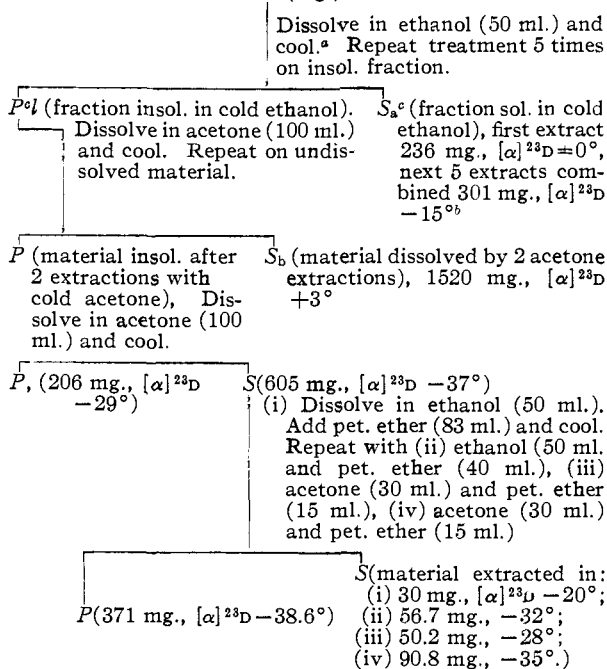 Dissolve in ethanol (50 ml.) and
cool.ᵃ Repeat treatment 5 times
on insol. fraction.
Pᶜl (fraction insol. in cold ethanol).
Dissolve in acetone (100 ml.)
and cool. Repeat on undis-
solved material.
Sₐᶜ (fraction sol. in cold
ethanol), first extract
236 mg., [α]²³D = 0°,
next 5 extracts com-
bined 301 mg., [α]²³D
−15°ᵇ
P (material insol. after
2 extractions with
cold acetone), Dis-
solve in acetone (100
ml.) and cool.
S_b (material dissolved by 2 acetone
extractions), 1520 mg., [α]²³D
+3°
P, (206 mg., [α]²³D
−29°)
S(605 mg., [α]²³D −37°)
(i) Dissolve in ethanol (50 ml.).
Add pet. ether (83 ml.) and cool.
Repeat with (ii) ethanol (50 ml.
and pet. ether (40 ml.), (iii)
acetone (30 ml.) and pet. ether
(15 ml.), (iv) acetone (30 ml.)
and pet. ether (15 ml.)
P(371 mg., [α]²³D −38.6°)
S(material extracted in:
(i) 30 mg., [α]²³D −20°;
(ii) 56.7 mg., −32°;
(iii) 50.2 mg., −28°;
(iv) 90.8 mg., −35°.)